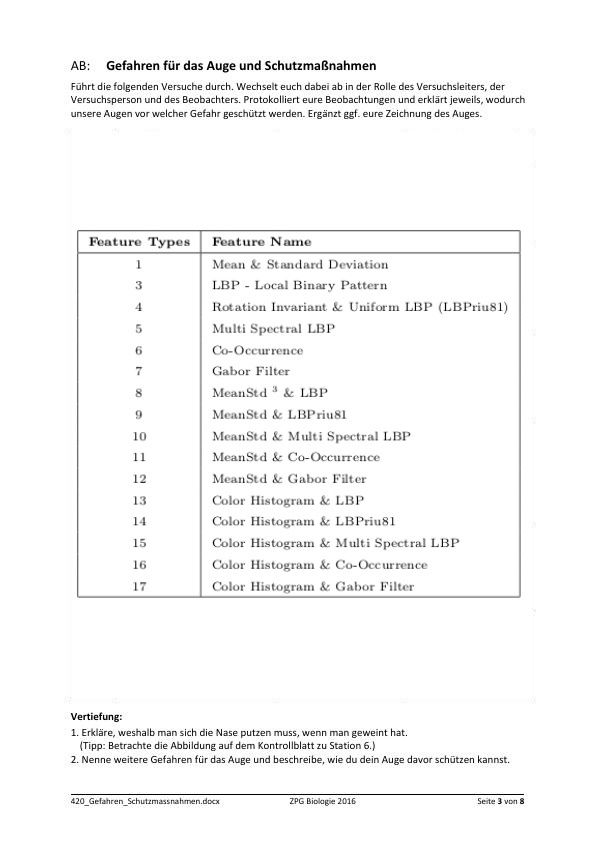 AB: Gefahren für das Auge und Schutzmaßnahmen
Führt die folgenden Versuche durch. Wechselt euch dabei ab in der Rolle des Versuchsleiters, der
Versuchsperson und des Beobachters. Protokolliert eure Beobachtungen und erklärt jeweils, wodurch
unsere Augen vor welcher Gefahr geschützt werden. Ergänzt ggf. eure Zeichnung des Auges.
Feature Types Feature Name
1 Mean & Standard Deviation
3 LBP - Local Binary Pattern
4 Rotation Invariant & Uniform LBP (LBPriu81)
5 Multi Spectral LBP
6 Co-Occurrence
7 Gabor Filter
8 MeanStd ³ & LBP
9 MeanStd & LBPriu81
10 MeanStd & Multi Spectral LBP
11 MeanStd & Co-Occurrence
12 MeanStd & Gabor Filter
13 Color Histogram & LBP
14 Color Histogram & LBPriu81
15 Color Histogram & Multi Spectral LBP
16 Color Histogram & Co-Occurrence
17 Color Histogram & Gabor Filter
Vertiefung:
1. Erkläre, weshalb man sich die Nase putzen muss, wenn man geweint hat.
(Tipp: Betrachte die Abbildung auf dem Kontrollblatt zu Station 6.)
2. Nenne weitere Gefahren für das Auge und beschreibe, wie du dein Auge davor schützen kannst.
420_Gefahren_Schutzmassnahmen.docx ZPG Biologie 2016 Seite 3 von 8